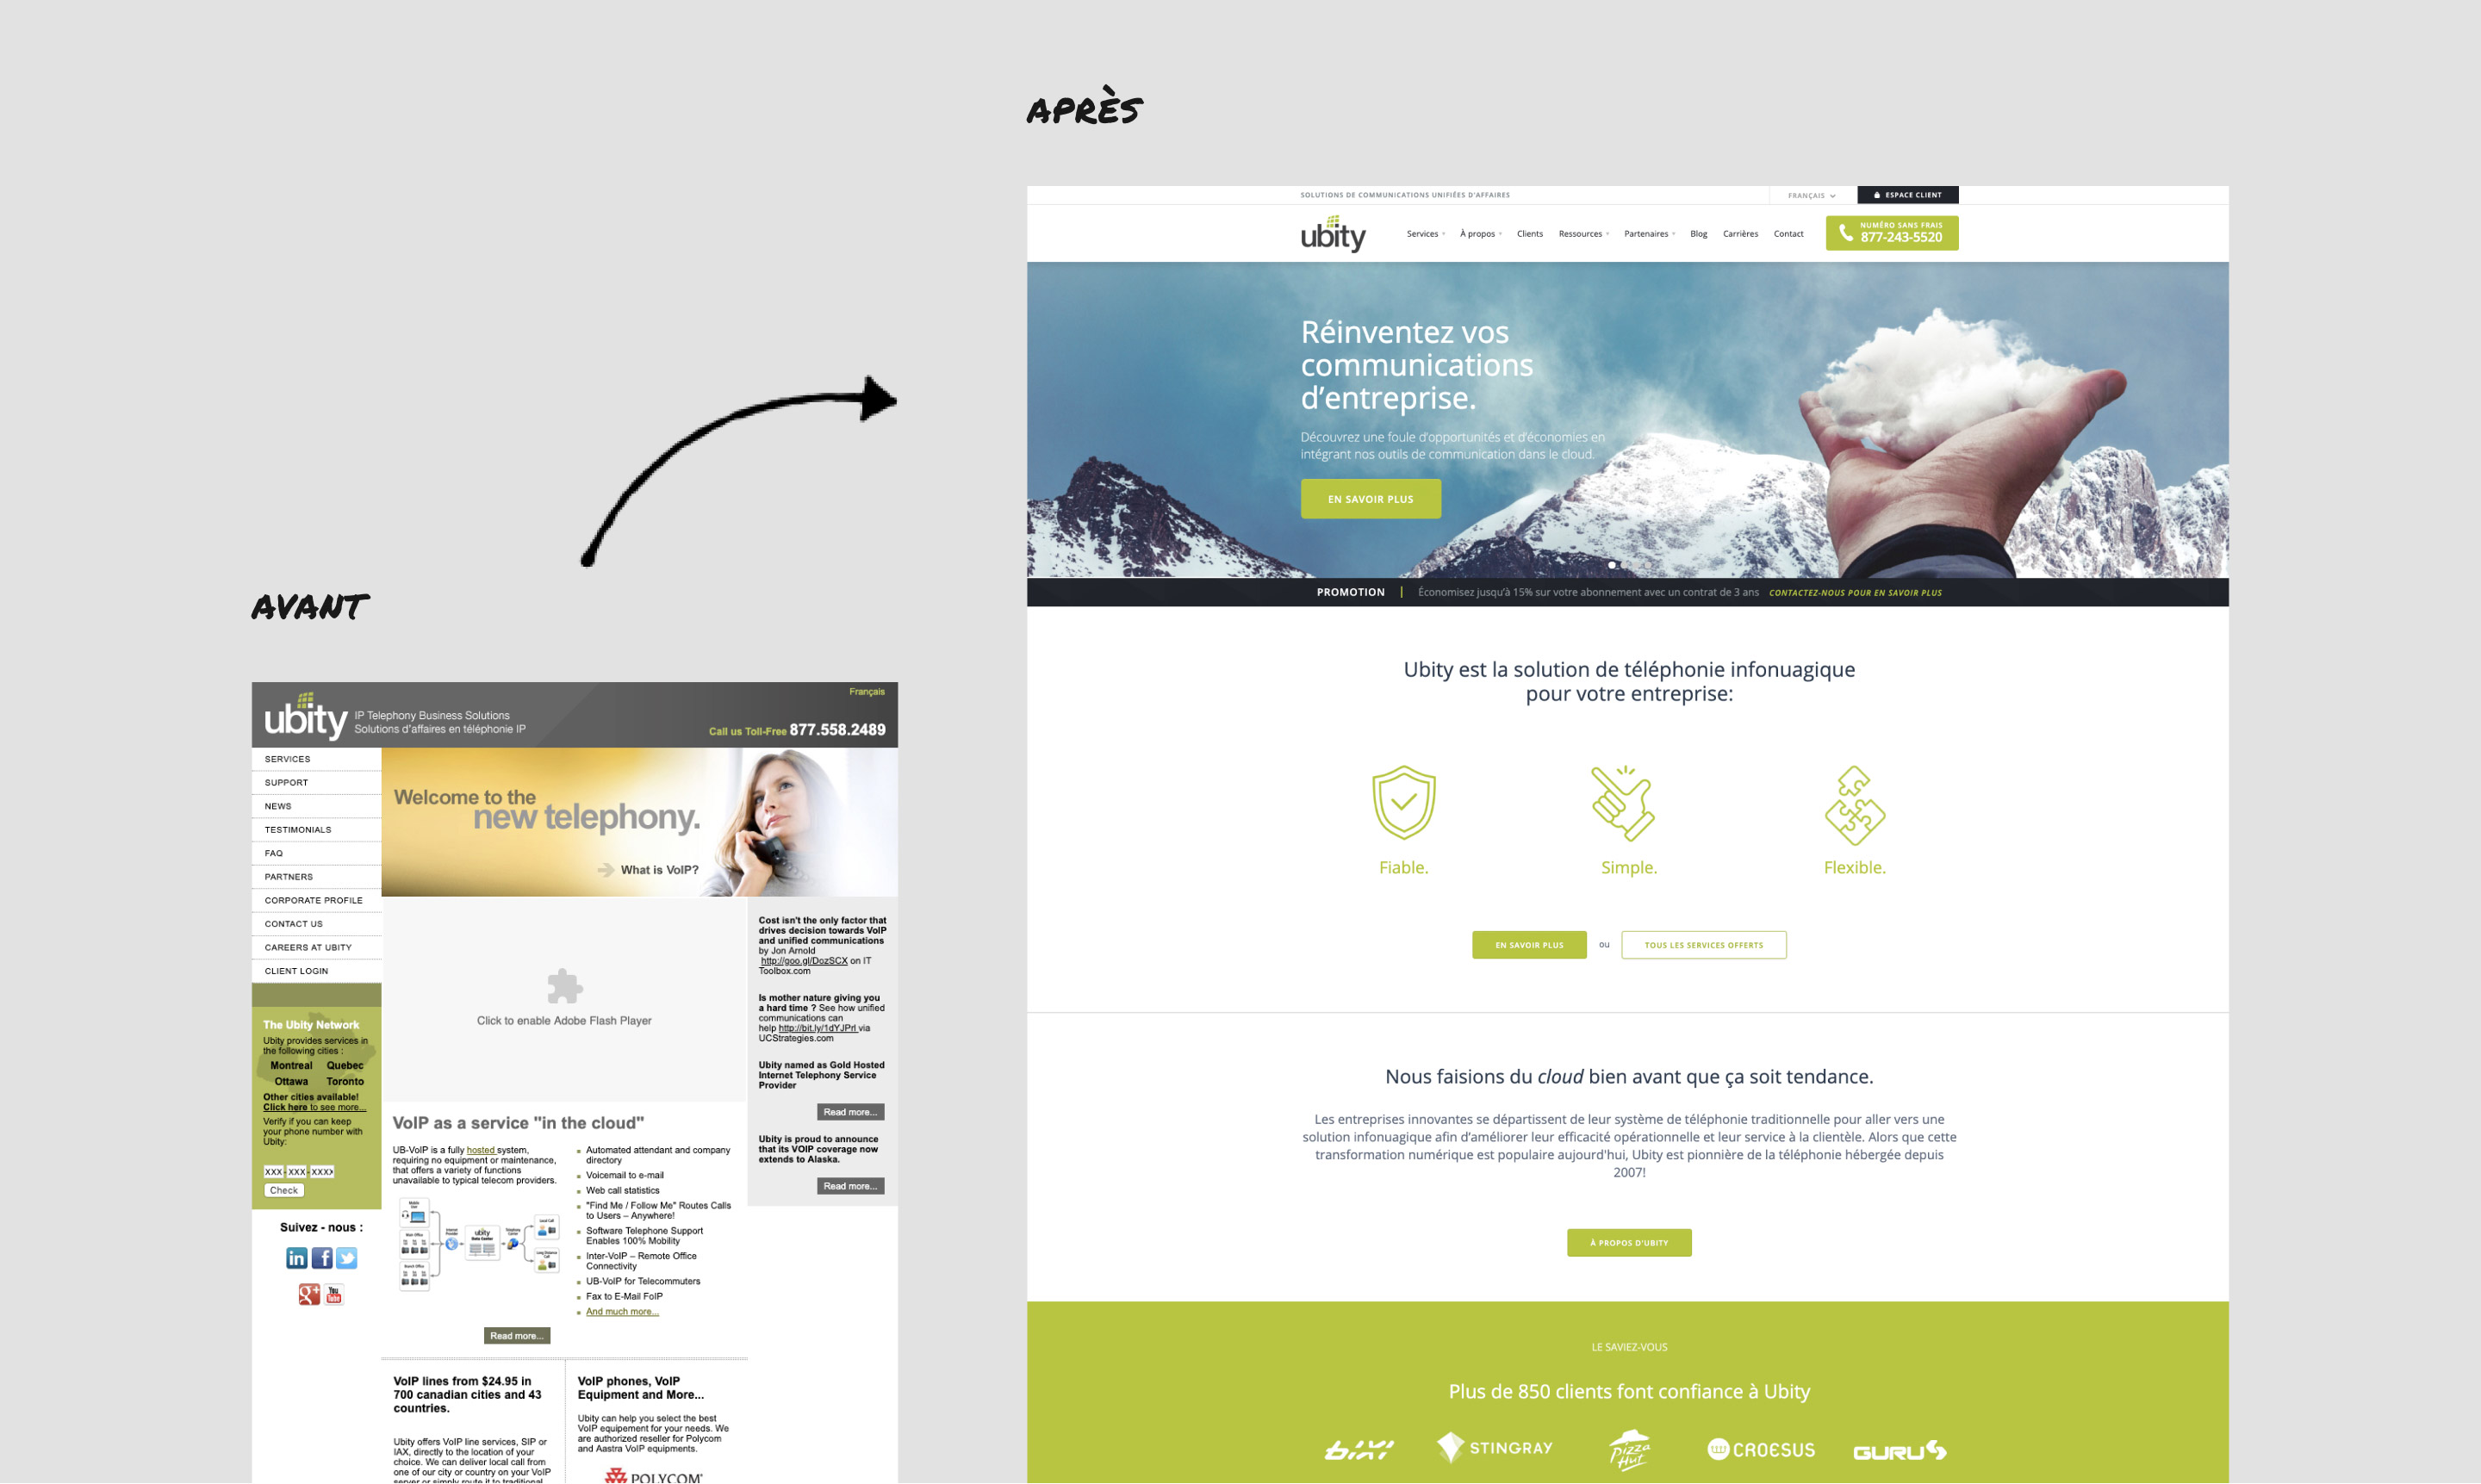 APRÈS
SOLUTIONS DE COMMUNICATIONS UNIFIÉES D'AFFAIRES
FRANÇAIS
ESPACE CLIENT
ubity
Services
À propos
Clients
Ressources
Partenaires
Blog
Carrières
Contact
NUMÉRO SANS FRAIS
877-243-5520
Réinventez vos
communications
d'entreprise.
Découvrez une foule d'opportunités et d'économies en
intégrant nos outils de communication dans le cloud.
EN SAVOIR PLUS
PROMOTION | Économisez jusqu'à 15% sur votre abonnement avec un contrat de 3 ans CONTACTEZ-NOUS POUR EN SAVOIR PLUS
Ubity est la solution de téléphonie infonuagique
pour votre entreprise:
Fiable.
Simple.
Flexible.
EN SAVOIR PLUS
ou
TOUS LES SERVICES OFFERTS
Nous faisions du cloud bien avant que ça soit tendance.
Les entreprises innovantes se départissent de leur système de téléphonie traditionnelle pour aller vers une
solution infonuagique afin d'améliorer leur efficacité opérationnelle et leur service à la clientèle. Alors que cette
transformation numérique est populaire aujourd'hui, Ubity est pionnière de la téléphonie hébergée depuis
2007!
À PROPOS D'UBITY
LE SAVIEZ-VOUS
Plus de 850 clients font confiance à Ubity
bixi
STINGRAY
Pizza
Hut
CROESUS
GURU
AVANT
Français
ubity
IP Telephony Business Solutions
Solutions d'affaires en téléphonie IP
Call us Toll-Free 877.558.2489
SERVICES
SUPPORT
NEWS
TESTIMONIALS
FAQ
PARTNERS
CORPORATE PROFILE
CONTACT US
CAREERS AT UBITY
CLIENT LOGIN
The Ubity Network
Ubity provides services in
the following cities :
Montreal Quebec
Ottawa Toronto
Other cities available!
Click here to see more...
Verify if you can keep
your phone number with
Ubity:
xxx - xxx - xxxx
Check
Suivez - nous :
in
f
g+
You
Tube
Welcome to the
new telephony.
What is VoIP?
Click to enable Adobe Flash Player
VoIP as a service "in the cloud"
UB-VoIP is a fully hosted system,
requiring no equipment or maintenance,
that offers a variety of functions
unavailable to typical telecom providers.
ubity
Data Center
Automated attendant and company
directory
Voicemail to e-mail
Web call statistics
"Find Me / Follow Me" Routes Calls
to Users – Anywhere!
Software Telephone Support
Enables 100% Mobility
Inter-VoIP – Remote Office
Connectivity
UB-VoIP for Telecommuters
Fax to E-Mail FoIP
And much more...
Read more...
VoIP lines from $24.95 in
700 canadian cities and 43
countries.
Ubity offers VoIP line services, SIP or
IAX, directly to the location of your
choice. We can deliver local call from
one of our city or country on your VoIP
server or simply route it to traditional
VoIP phones, VoIP
Equipment and More...
Ubity can help you select the best
VoIP equipement for your needs. We
are authorized reseller for Polycom
and Aastra VoIP equipments.
POLYCOM
Cost isn't the only factor that
drives decision towards VoIP
and unified communications
by Jon Arnold
http://goo.gl/DozSCX on IT
Toolbox.com
Is mother nature giving you
a hard time ? See how unified
communications can
help http://bit.ly/1dYJPrl via
UCStrategies.com
Ubity named as Gold Hosted
Internet Telephony Service
Provider
Read more...
Ubity is proud to announce
that its VOIP coverage now
extends to Alaska.
Read more...